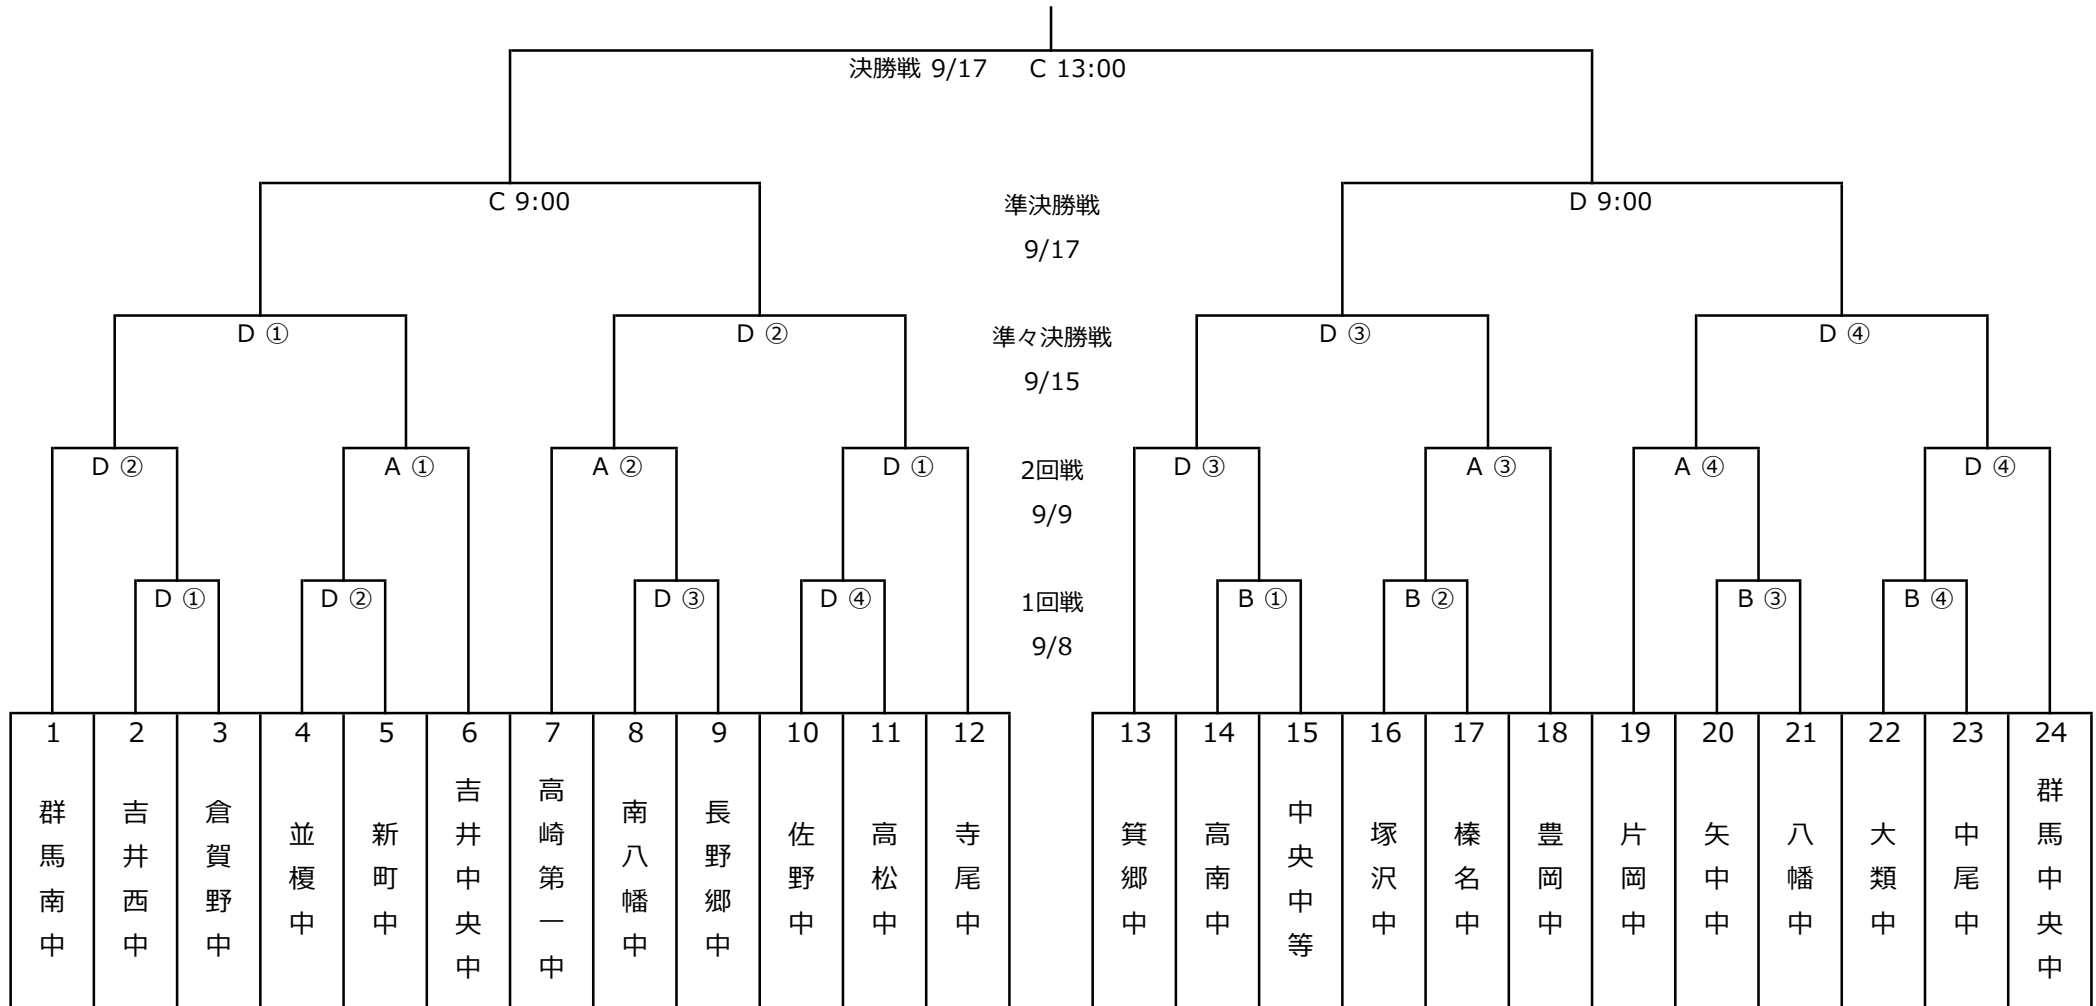 決勝戦 9/17 C 13:00
C 9:00
準決勝戦
9/17
D 9:00
D ①
D ②
準々決勝戦
9/15
D ③
D ④
D ②
A ①
A ②
D ①
2回戦
9/9
D ③
A ③
A ④
D ④
D ①
D ②
D ③
D ④
1回戦
9/8
B ①
B ②
B ③
B ④
1 群馬南中
2 吉井西中
3 倉賀野中
4 並榎中
5 新町中
6 吉井中央中
7 高崎第一中
8 南八幡中
9 長野郷中
10 佐野中
11 高松中
12 寺尾中
13 箕郷中
14 高南中
15 中央中等
16 塚沢中
17 榛名中
18 豊岡中
19 片岡中
20 矢中中
21 八幡中
22 大類中
23 中尾中
24 群馬中央中